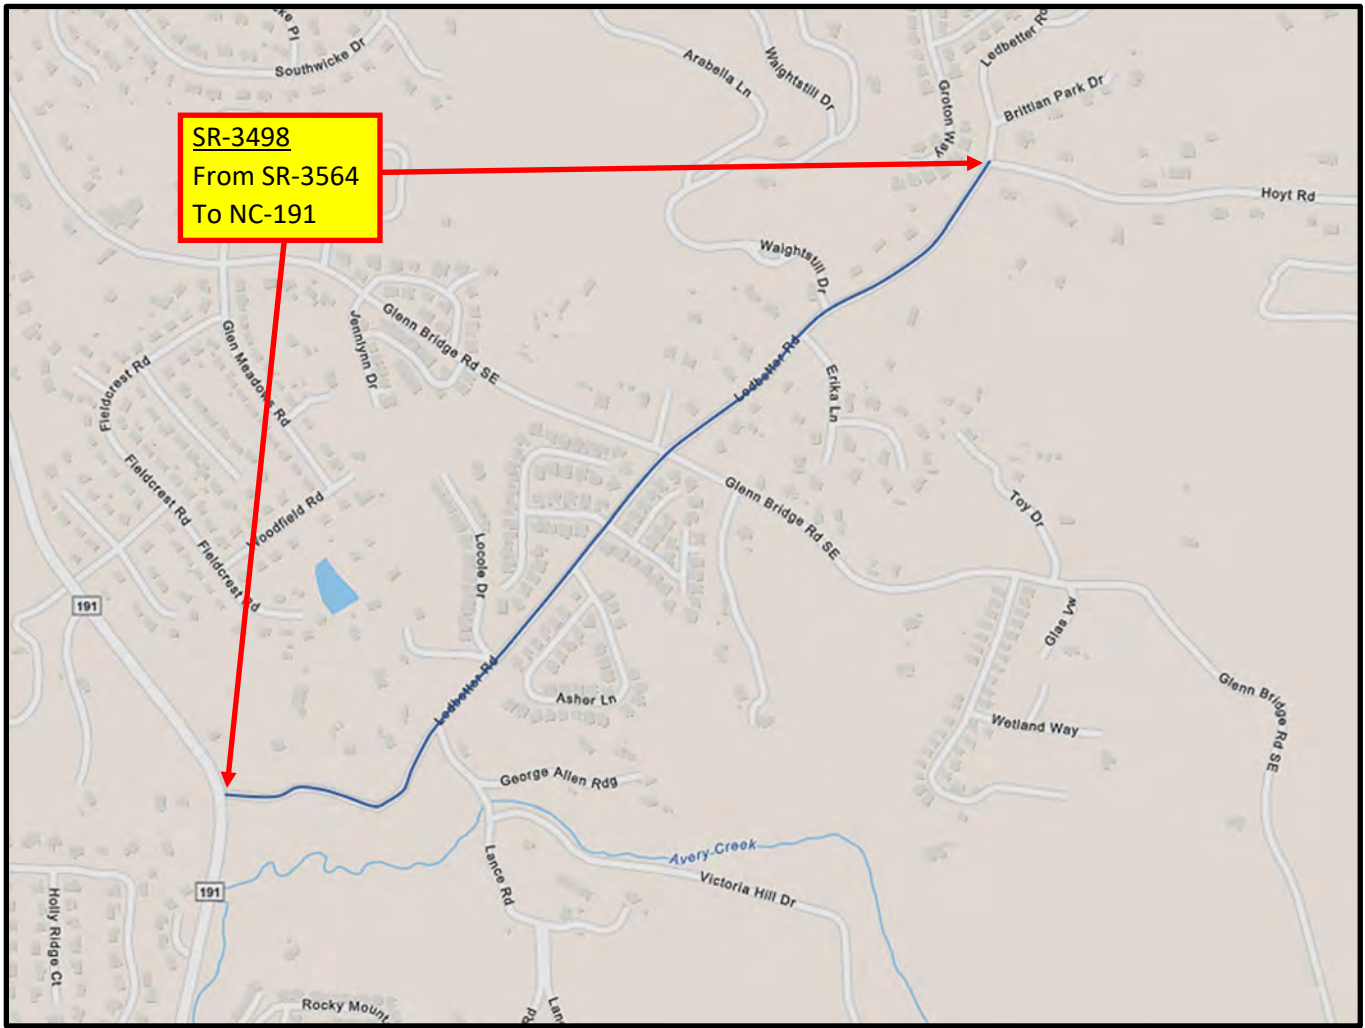 ke Pl
Southwicke Dr
Arabella Ln
Waightstill Dr
Ledbetter Rd
Groton Way
Brittian Park Dr
SR-3498
From SR-3564
To NC-191
Hoyt Rd
Waightstill Dr
Glenn Bridge Rd SE
Jennlynn Dr
Glen Meadows Rd
Fieldcrest Rd
Ledbetter Rd
Erika Ln
Fieldcrest Rd
Woodfield Rd
Glenn Bridge Rd SE
Toy Dr
Locole Dr
Fieldcrest Rd
191
Glas Vw
Ledbetter Rd
Asher Ln
Glenn Bridge Rd SE
Wetland Way
George Allen Rdg
Avery Creek
Lance Rd
Victoria Hill Dr
191
Holly Ridge Ct
Rocky Mount
Rd
Lanc